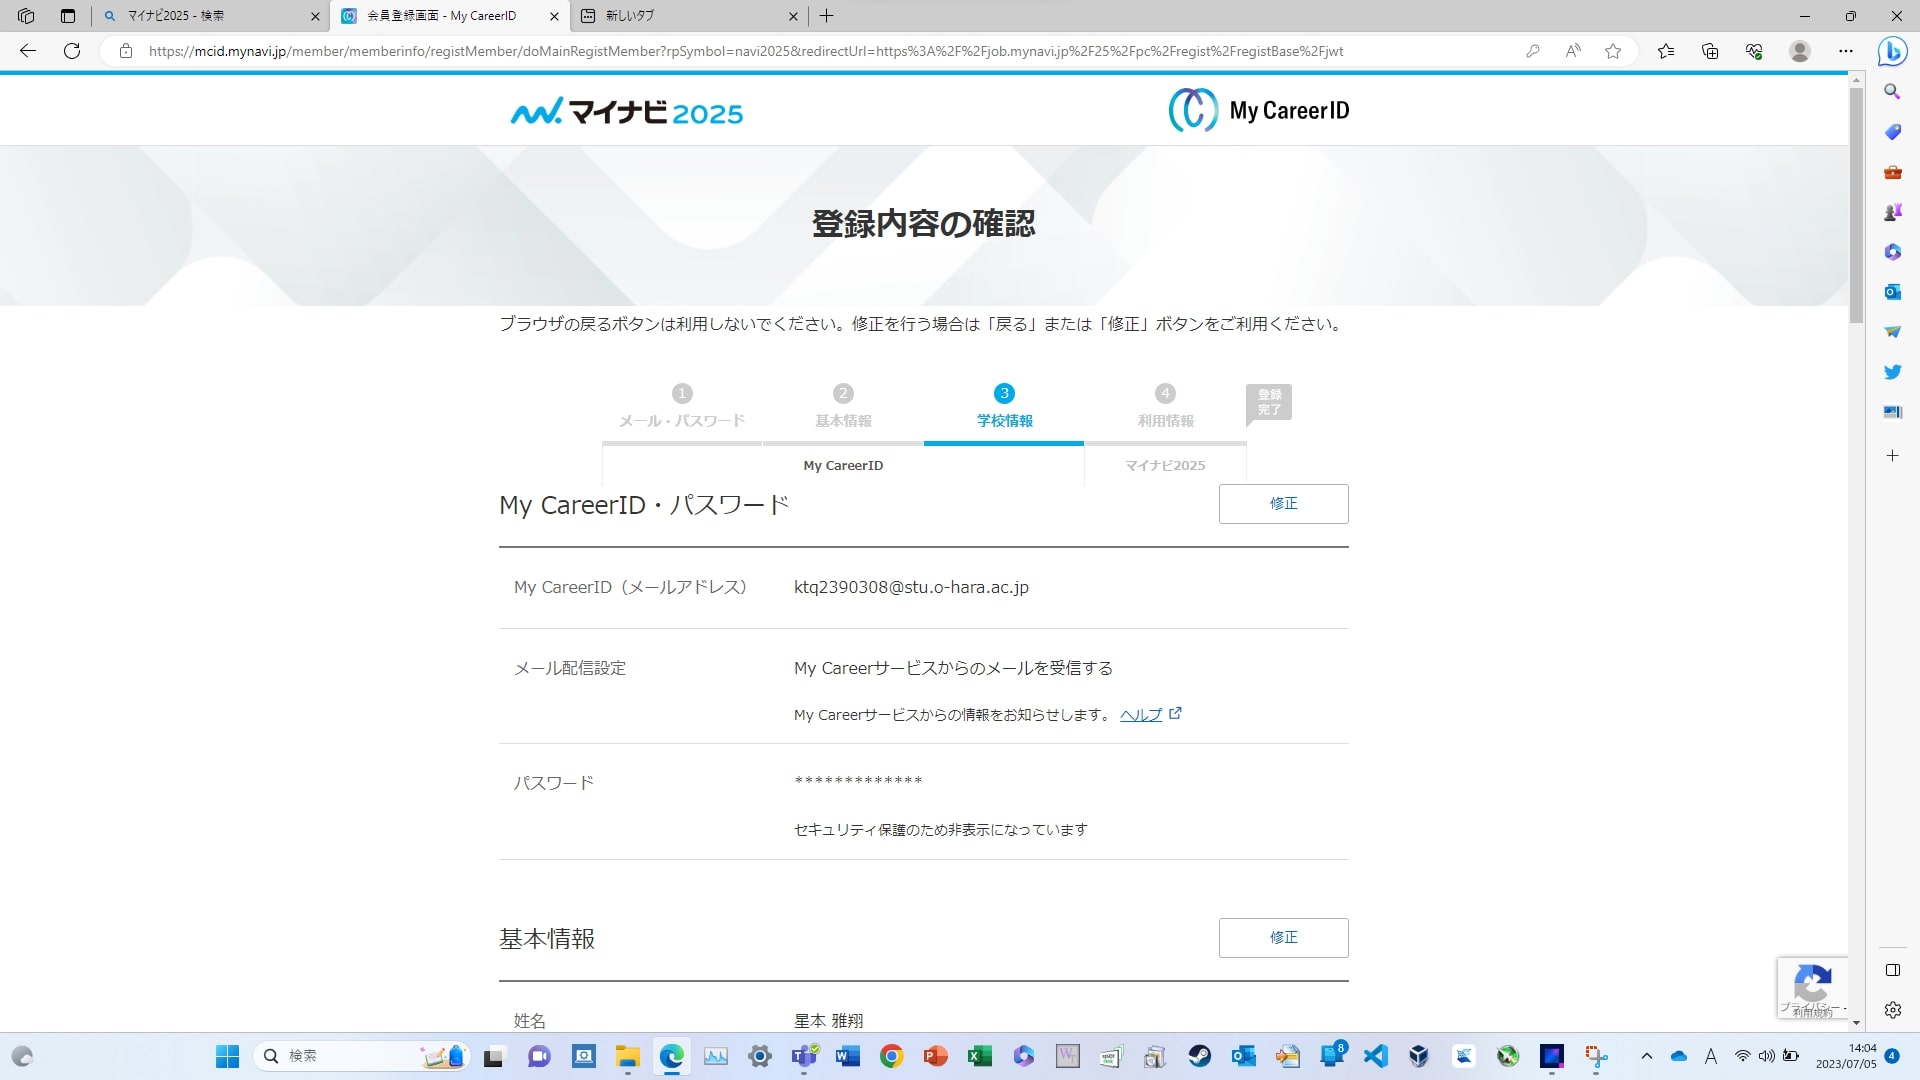 マイナビ2025 - 検索
会員登録画面 - My CareerID
新しいタブ
https://mcid.mynavi.jp/member/memberinfo/registMember/doMainRegistMember?rpSymbol=navi2025&redirectUrl=https%3A%2F%2Fjob.mynavi.jp%2F25%2Fpc%2Fregist%2FregistBase%2Fjwt
マイナビ2025
My CareerID
登録内容の確認
ブラウザの戻るボタンは利用しないでください。修正を行う場合は「戻る」または「修正」ボタンをご利用ください。
1
2
3
4
登録
完了
メール・パスワード
基本情報
学校情報
利用情報
My CareerID
マイナビ2025
My CareerID・パスワード
修正
My CareerID（メールアドレス）
ktq2390308@stu.o-hara.ac.jp
メール配信設定
My Careerサービスからのメールを受信する
My Careerサービスからの情報をお知らせします。 ヘルプ
パスワード
*************
セキュリティ保護のため非表示になっています
基本情報
修正
姓名
星本 雅翔
プライバシー -
利用規約
検索
8
A
14:04
2023/07/05
4